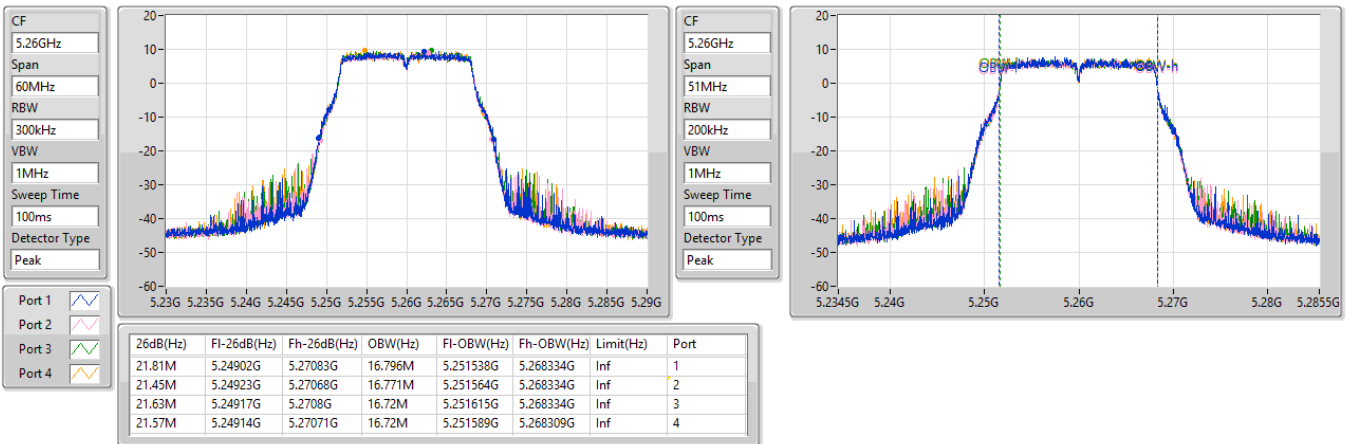 CF
5.26GHz
Span
60MHz
RBW
300kHz
VBW
1MHz
Sweep Time
100ms
Detector Type
Peak
20
10
0
-10
-20
-30
-40
-50
-60
5.23G 5.235G 5.24G 5.245G 5.25G 5.255G 5.26G 5.265G 5.27G 5.275G 5.28G 5.285G 5.29G
CF
5.26GHz
Span
51MHz
RBW
200kHz
VBW
1MHz
Sweep Time
100ms
Detector Type
Peak
20
10
0
-10
-20
-30
-40
-50
-60
5.2345G 5.24G 5.25G 5.26G 5.27G 5.28G 5.2855G
Port 1
Port 2
Port 3
Port 4
26dB(Hz) Fl-26dB(Hz) Fh-26dB(Hz) OBW(Hz) Fl-OBW(Hz) Fh-OBW(Hz) Limit(Hz) Port
21.81M 5.24902G 5.27083G 16.796M 5.251538G 5.268334G Inf 1
21.45M 5.24923G 5.27068G 16.771M 5.251564G 5.268334G Inf 2
21.63M 5.24917G 5.2708G 16.72M 5.251615G 5.268334G Inf 3
21.57M 5.24914G 5.27071G 16.72M 5.251589G 5.268309G Inf 4